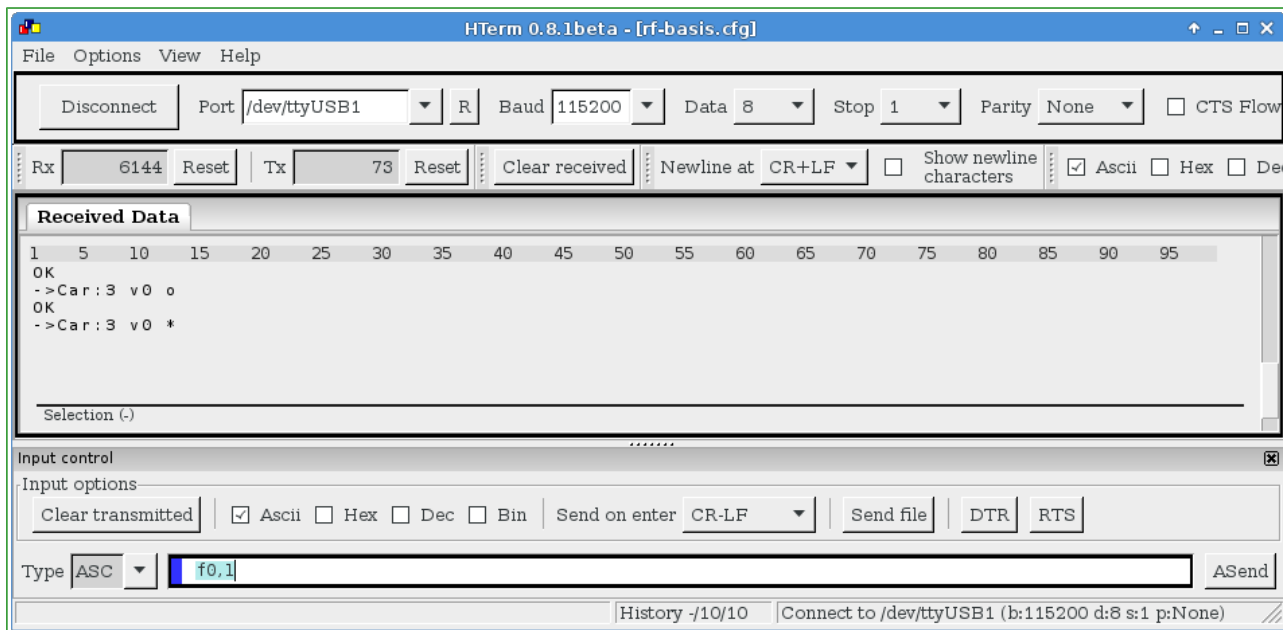 HTerm 0.8.1beta - [rf-basis.cfg]
File Options View Help
Disconnect Port /dev/ttyUSB1 R Baud 115200 Data 8 Stop 1 Parity None CTS Flow
Rx 6144 Reset Tx 73 Reset Clear received Newline at CR+LF Show newline characters Ascii Hex Dec
Received Data
1 5 10 15 20 25 30 35 40 45 50 55 60 65 70 75 80 85 90 95
OK
->Car:3 v0 o
OK
->Car:3 v0 *
Selection (-)
Input control
Input options
Clear transmitted Ascii Hex Dec Bin Send on enter CR-LF Send file DTR RTS
Type ASC f0,1 ASend
History -/10/10 Connect to /dev/ttyUSB1 (b:115200 d:8 s:1 p:None)